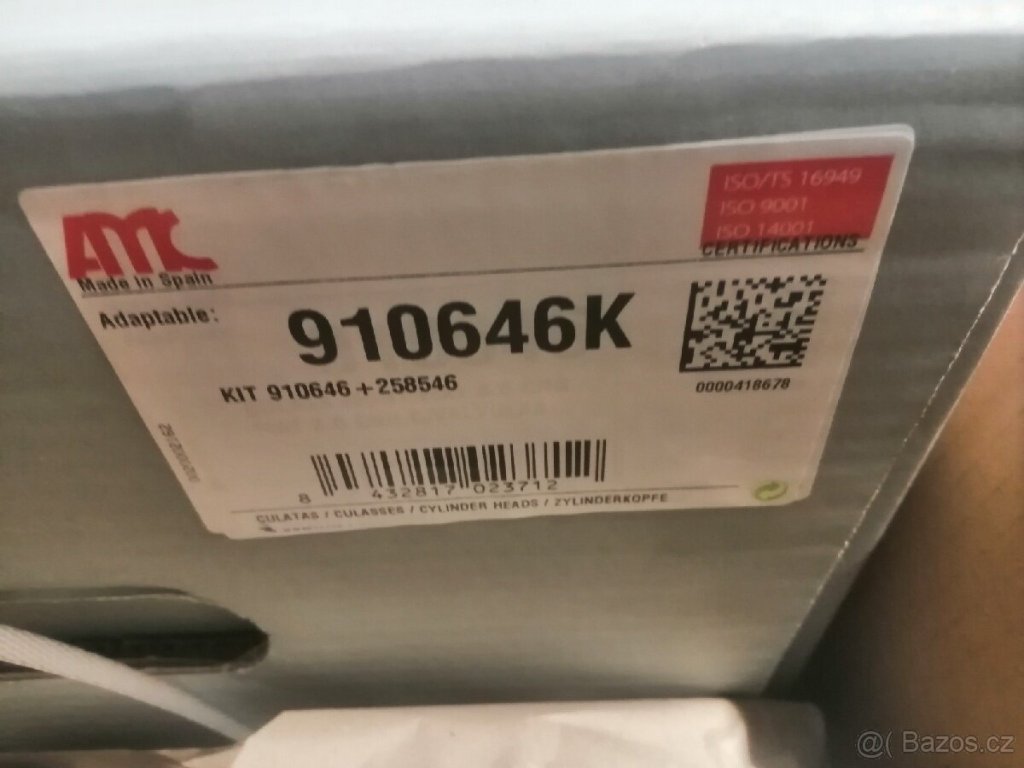 AMC
Made in Spain
ISO/TS 16949
ISO 9001
ISO 14001
CERTIFICATIONS
Adaptable:
910646K
KIT 910646+258546
0000418678
8 432817 023712
CULATAS / CULASSES / CYLINDER HEADS / ZYLINDERKOPFE
@( Bazos.cz